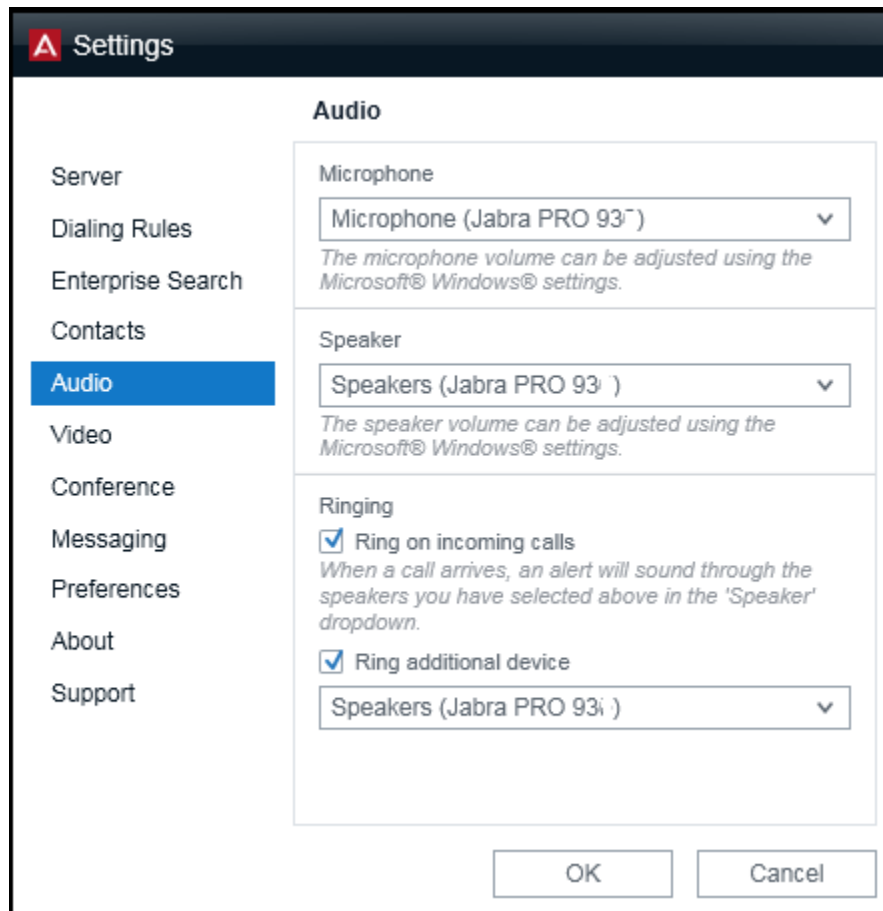 Settings
Audio
Server
Dialing Rules
Enterprise Search
Contacts
Audio
Video
Conference
Messaging
Preferences
About
Support
Microphone
Microphone (Jabra PRO
The microphone volume can be adjusted using the
Microsoft® Windows® settings.
Speaker
Speakers (Jabra PRO
The speaker volume can be adjusted using the
Microsoft® Windows® settings.
Ringing
Ring on incoming calls
When a call arrives, an alert will sound through the
speakers you have selected above in the 'Speaker'
dropdown.
Ring additional device
Speakers (Jabra PRO
OK
Cancel